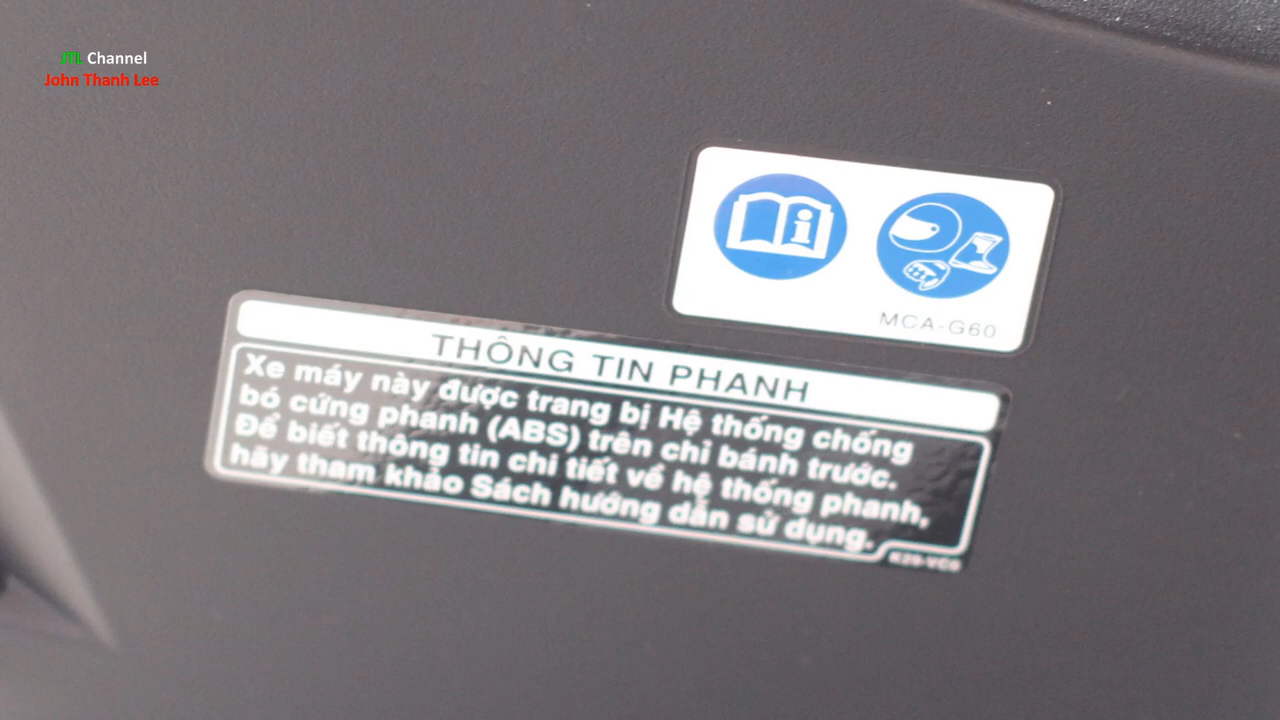 JTL Channel
John Thanh Lee
MCA-G60
THÔNG TIN PHANH
Xe máy này được trang bị Hệ thống chống
bó cứng phanh (ABS) trên chỉ bánh trước.
Để biết thông tin chi tiết về hệ thống phanh,
hãy tham khảo Sách hướng dẫn sử dụng.